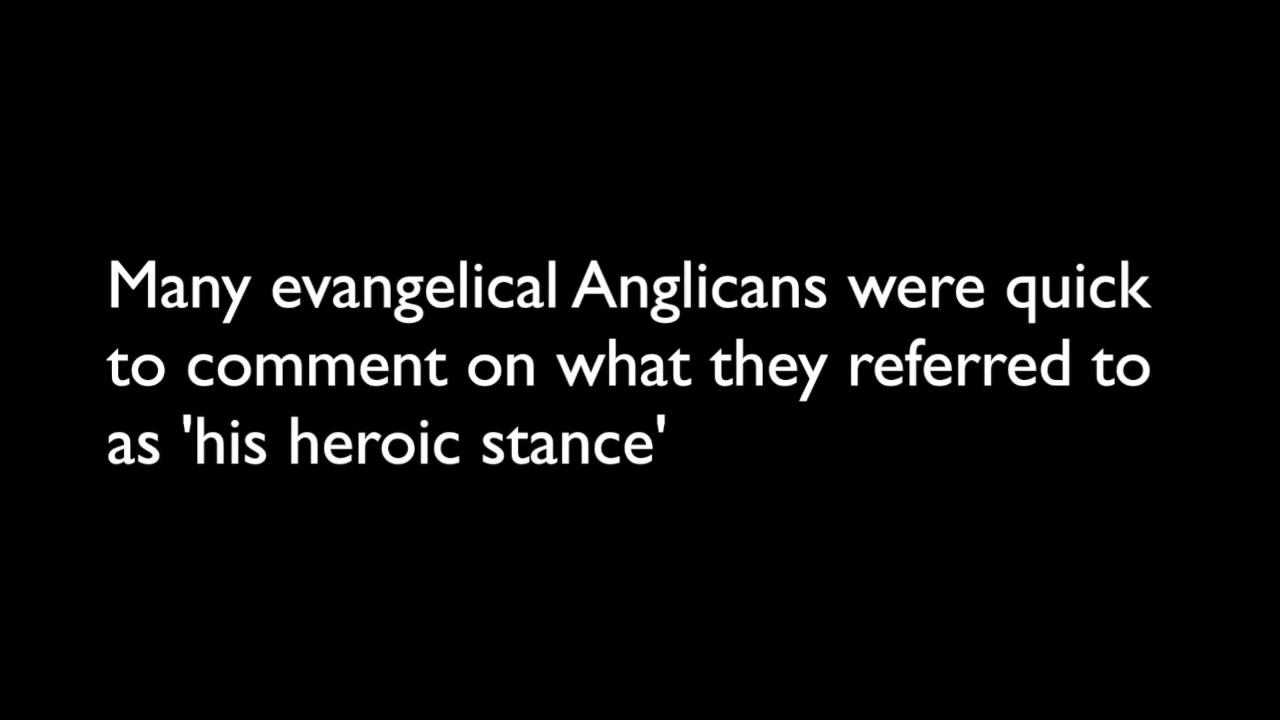 Many evangelical Anglicans were quick
to comment on what they referred to
as 'his heroic stance'